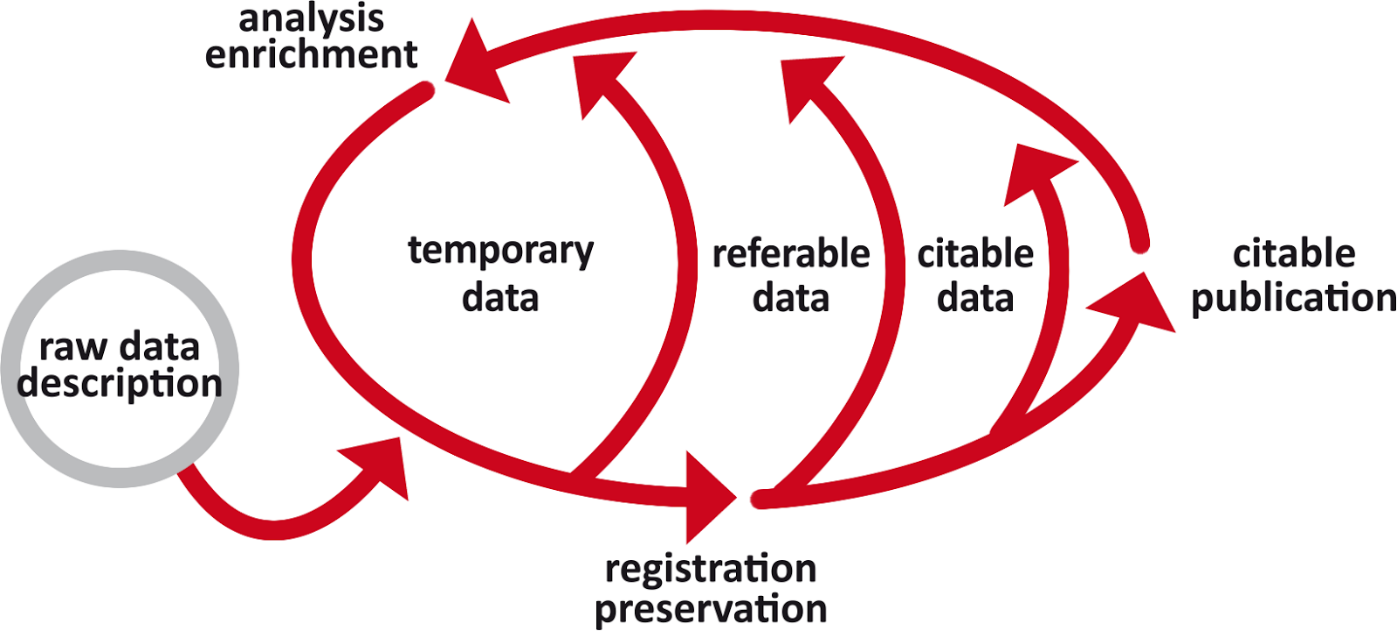 analysis
enrichment
temporary
data
referable
data
citable
data
citable
publication
raw data
description
registration
preservation